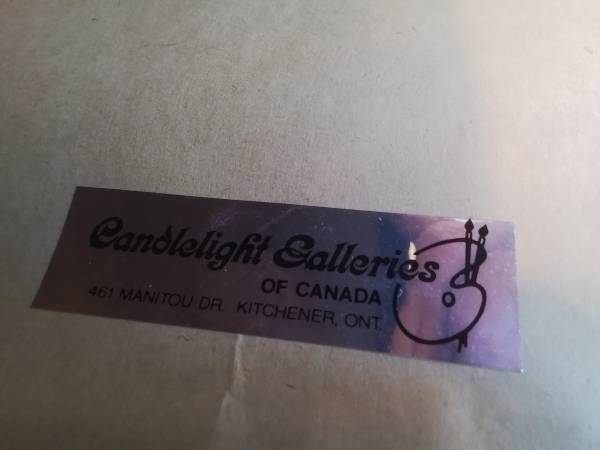 Candlelight Galleries
OF CANADA
461 MANITOU DR. KITCHENER, ONT.